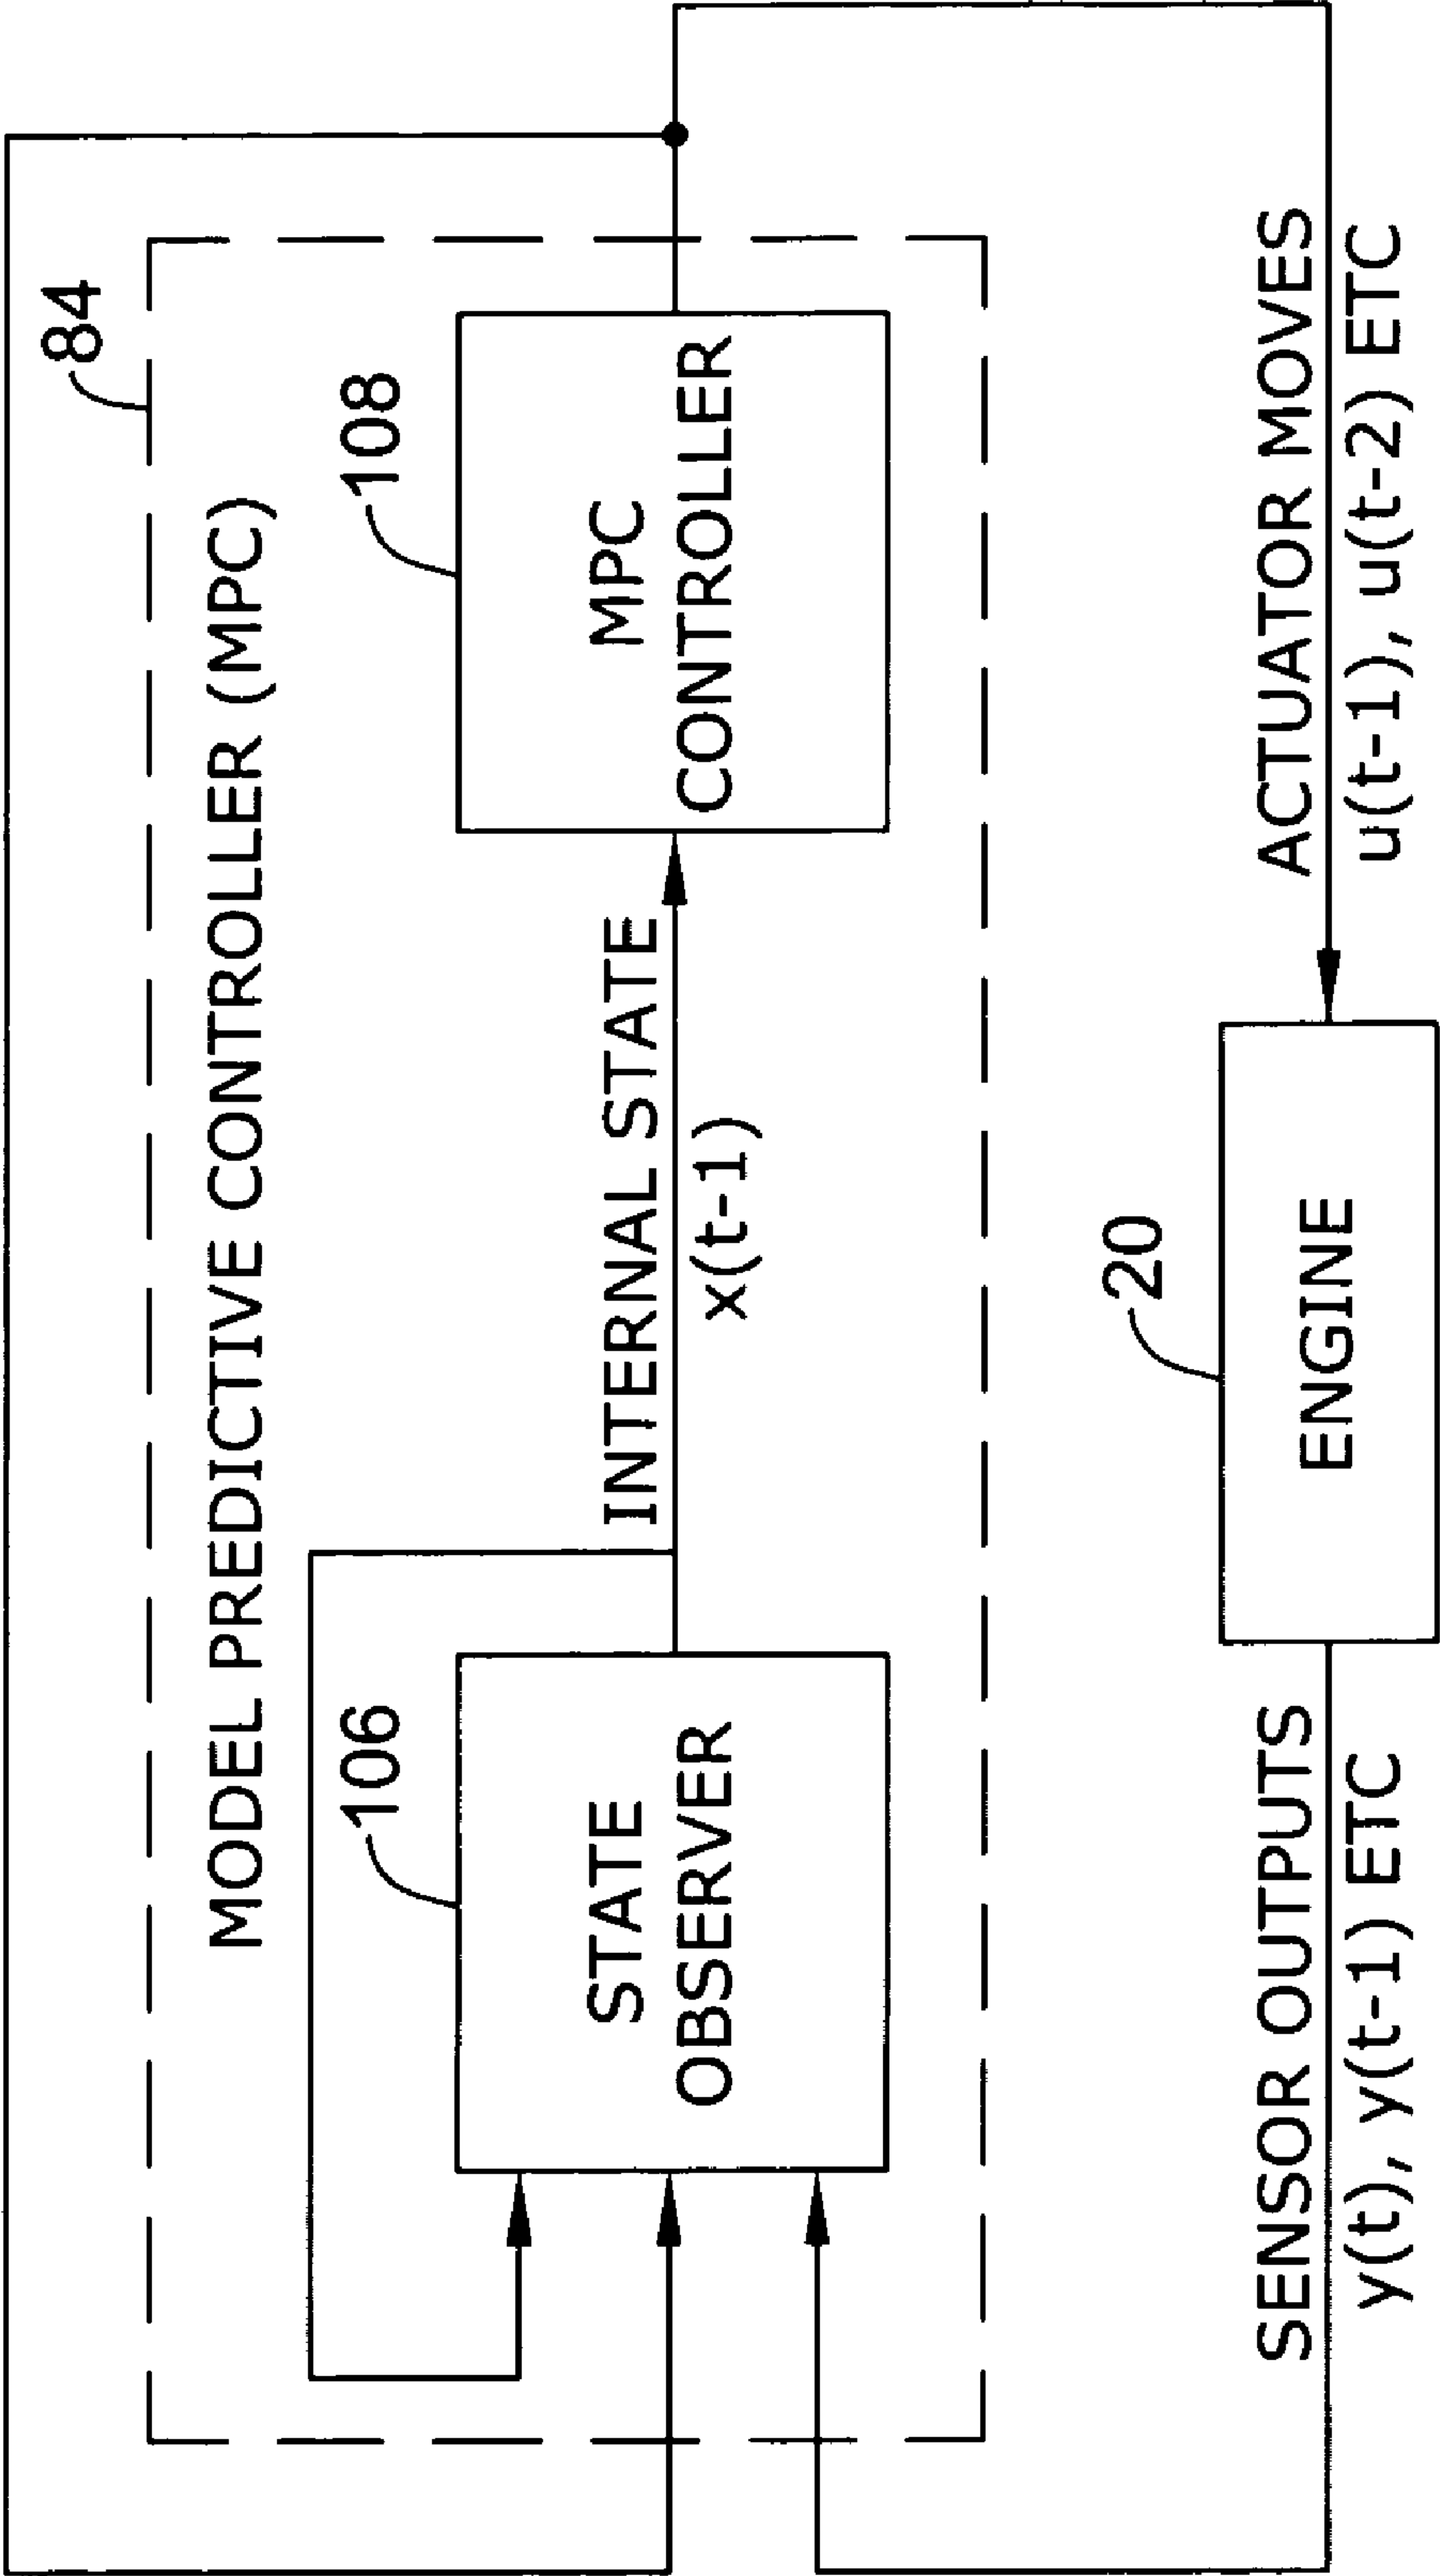 84
MODEL PREDICTIVE CONTROLLER (MPC)
106
108
STATE
OBSERVER
INTERNAL STATE
x(t-1)
MPC
CONTROLLER
20
SENSOR OUTPUTS
y(t), y(t-1) ETC
ENGINE
ACTUATOR MOVES
u(t-1), u(t-2) ETC